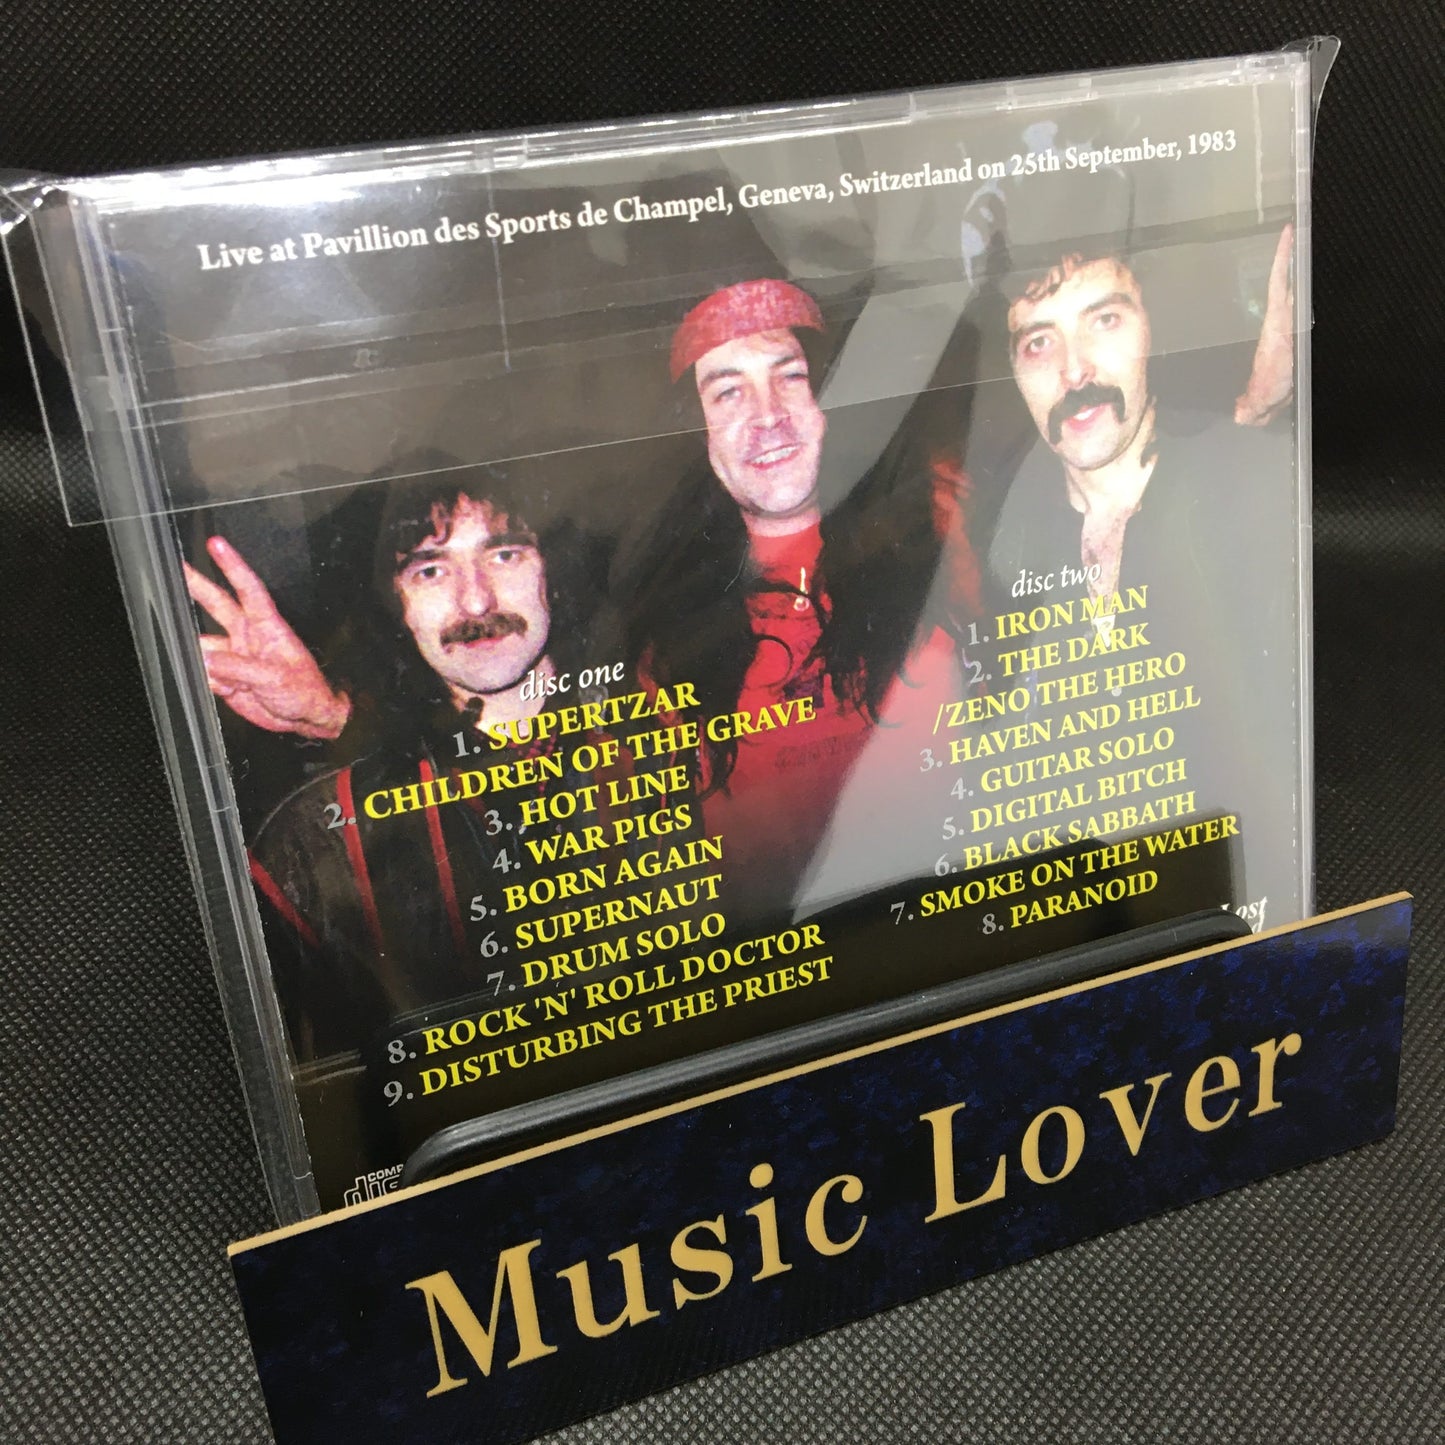 Live at Pavillion des Sports de Champel, Geneva, Switzerland on 25th September, 1983
disc one
1. SUPERTZAR
2. CHILDREN OF THE GRAVE
3. HOT LINE
4. WAR PIGS
5. BORN AGAIN
6. SUPERNAUT
7. DRUM SOLO
8. ROCK 'N' ROLL DOCTOR
9. DISTURBING THE PRIEST
disc two
1. IRON MAN
2. THE DARK
/ZENO THE HERO
3. HAVEN AND HELL
4. GUITAR SOLO
5. DIGITAL BITCH
6. BLACK SABBATH
7. SMOKE ON THE WATER
8. PARANOID
Lost
Music Lover